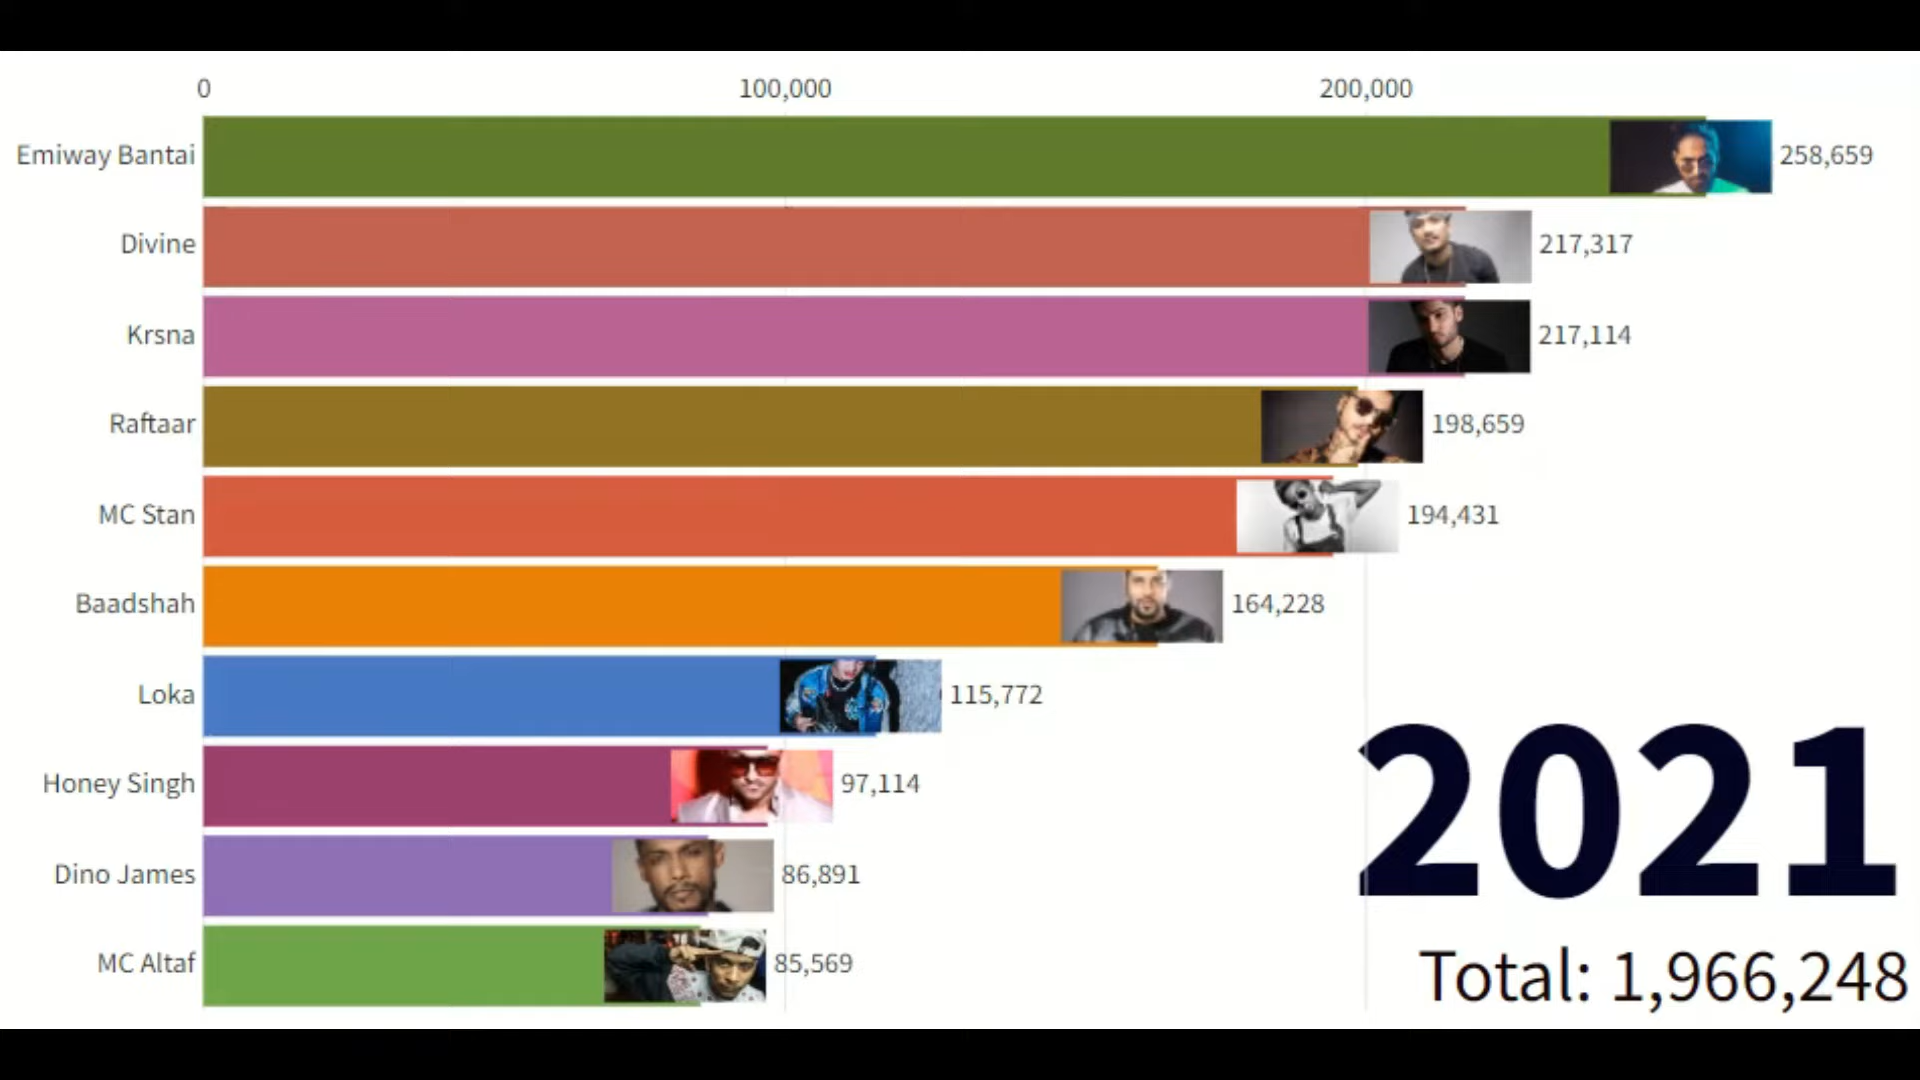 0 100,000 200,000
Emiway Bantai 258,659
Divine 217,317
Krsna 217,114
Raftaar 198,659
MC Stan 194,431
Baadshah 164,228
Loka 115,772
Honey Singh 97,114
Dino James 86,891
MC Altaf 85,569
2021
Total: 1,966,248